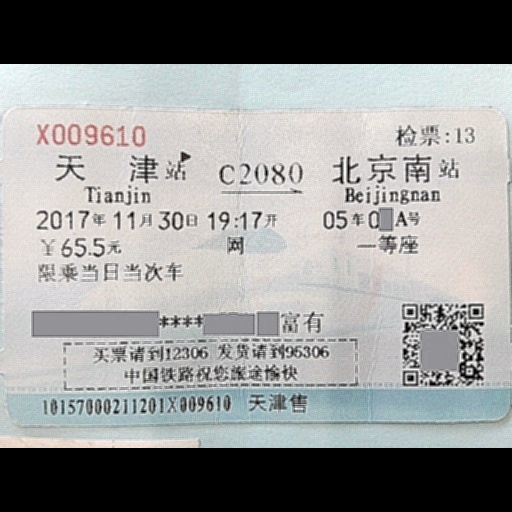 X009610 检票:13
天津站 C2080 北京南站
Tianjin Beijingnan
2017年11月30日 19:17开 05车0 A号
¥65.5元 网 一等座
限乘当日当次车
**** 富有
买票请到12306 发货请到95306
中国铁路祝您旅途愉快
10157000211201X009610 天津售